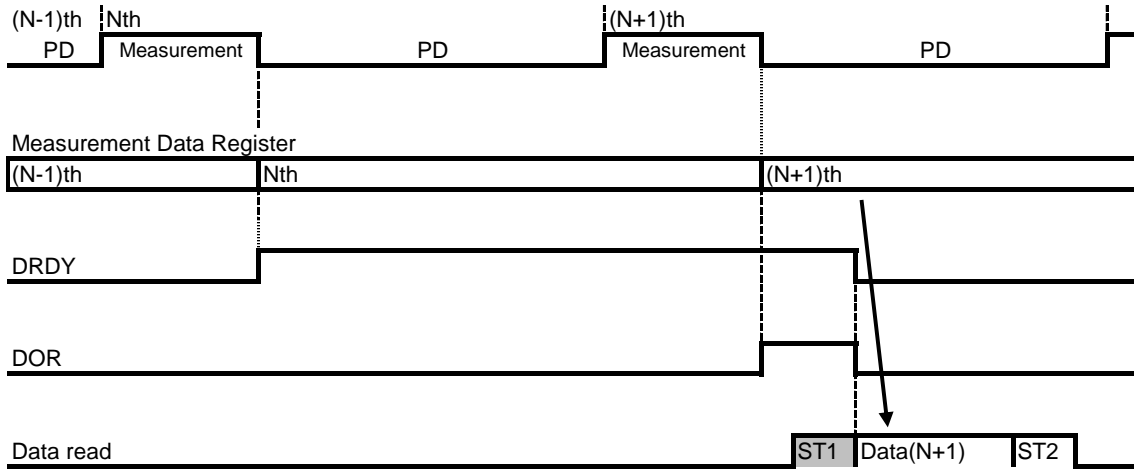 (N-1)th Nth (N+1)th
PD Measurement PD Measurement PD
Measurement Data Register
(N-1)th Nth (N+1)th
DRDY
DOR
Data read ST1 Data(N+1) ST2